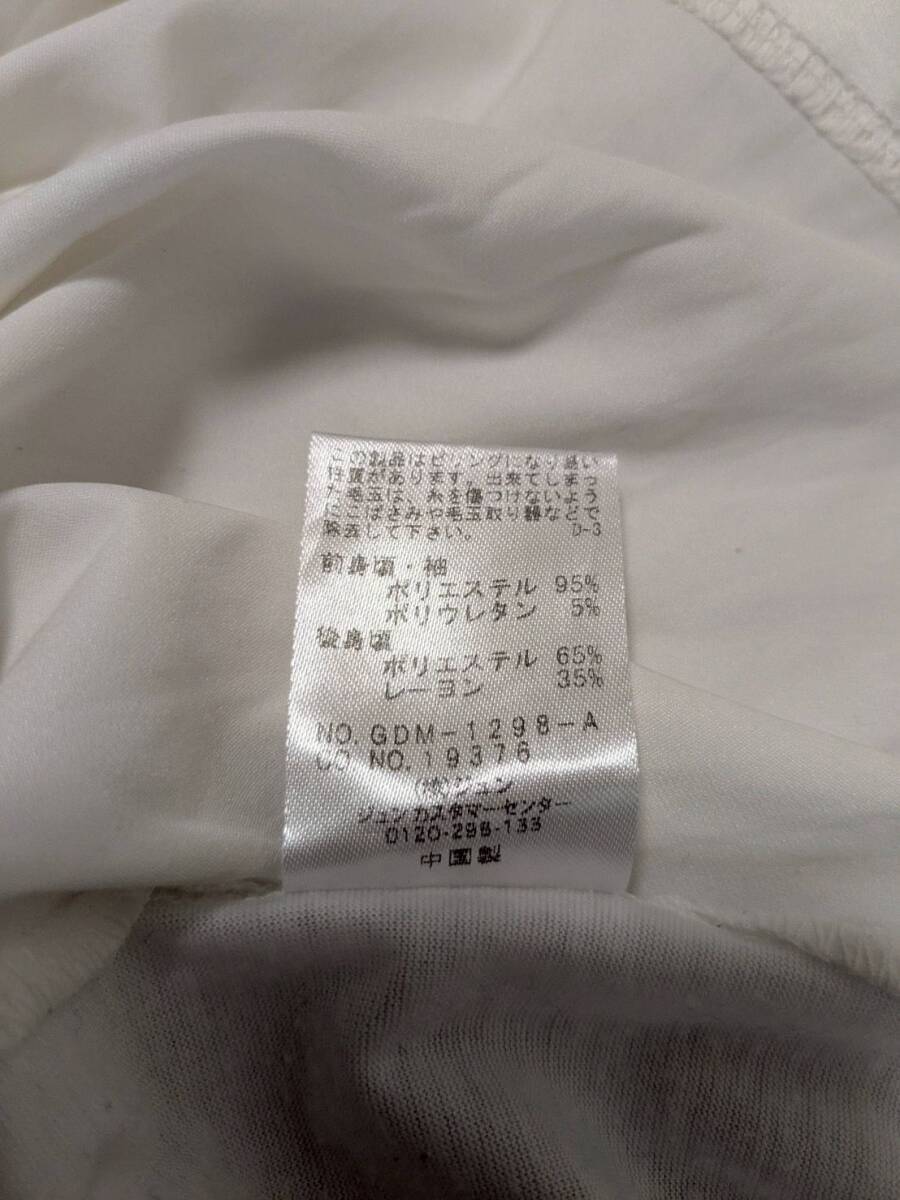 この製品はピリングになり易い
性質があります。出来てしまっ
た毛玉は、糸を傷つけないよう
にこばさみや毛玉取り器などで
除去して下さい。 D-3
前身頃・袖
ポリエステル 95%
ポリウレタン 5%
後身頃
ポリエステル 65%
レーヨン 35%
NO. GDM-1298-A
CO. NO. 19376
(株)ジュン
ジュンカスタマーセンター
0120-298-133
中国製